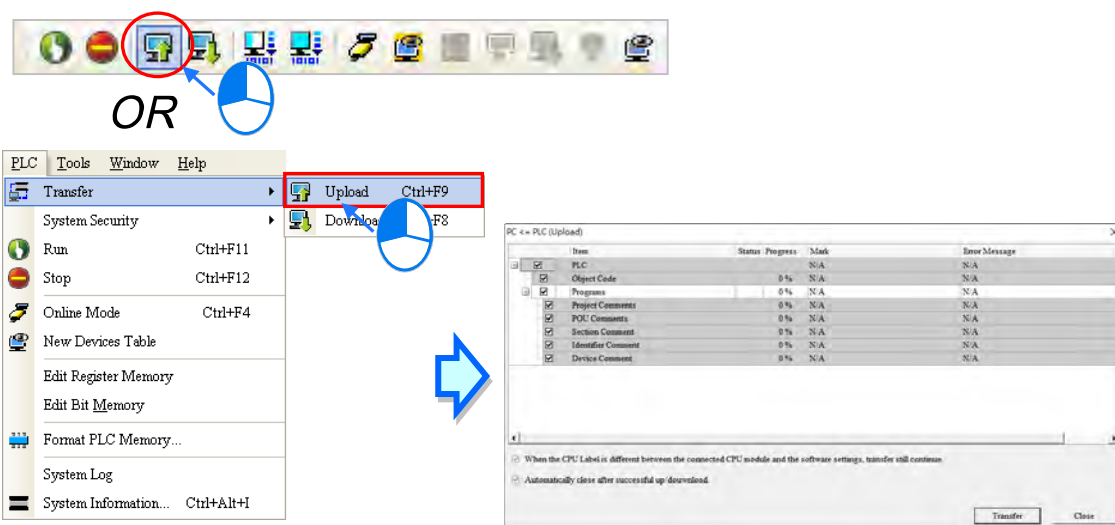 OR
PLC Tools Window Help
Transfer
Upload Ctrl+F9
System Security
Run Ctrl+F11
Stop Ctrl+F12
Online Mode Ctrl+F4
New Devices Table
Edit Register Memory
Edit Bit Memory
Format PLC Memory...
System Log
System Information... Ctrl+Alt+I
PC <= PLC (Upload)
Item Status Progress Mark Error Message
PLC N/A N/A
Object Code 0 % N/A N/A
Programs 0 % N/A N/A
Project Comments 0 % N/A N/A
POU Comments 0 % N/A N/A
Section Comment 0 % N/A N/A
Identifier Comment 0 % N/A N/A
Device Comment 0 % N/A N/A
When the CPU Label is different between the connected CPU module and the software settings, transfer still continue.
Automatically close after successful up/download.
Transfer Close